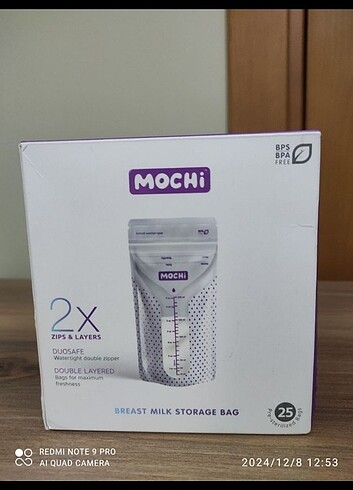 BPS
BPA
FREE
MOCHi
MOCHi
2X
ZIPS & LAYERS
DUOSAFE
Watertight double zipper
DOUBLE LAYERED
Bags for maximum
freshness
BREAST MILK STORAGE BAG
25
Pre-sterilized Bags
REDMI NOTE 9 PRO
AI QUAD CAMERA
2024/12/8 12:53